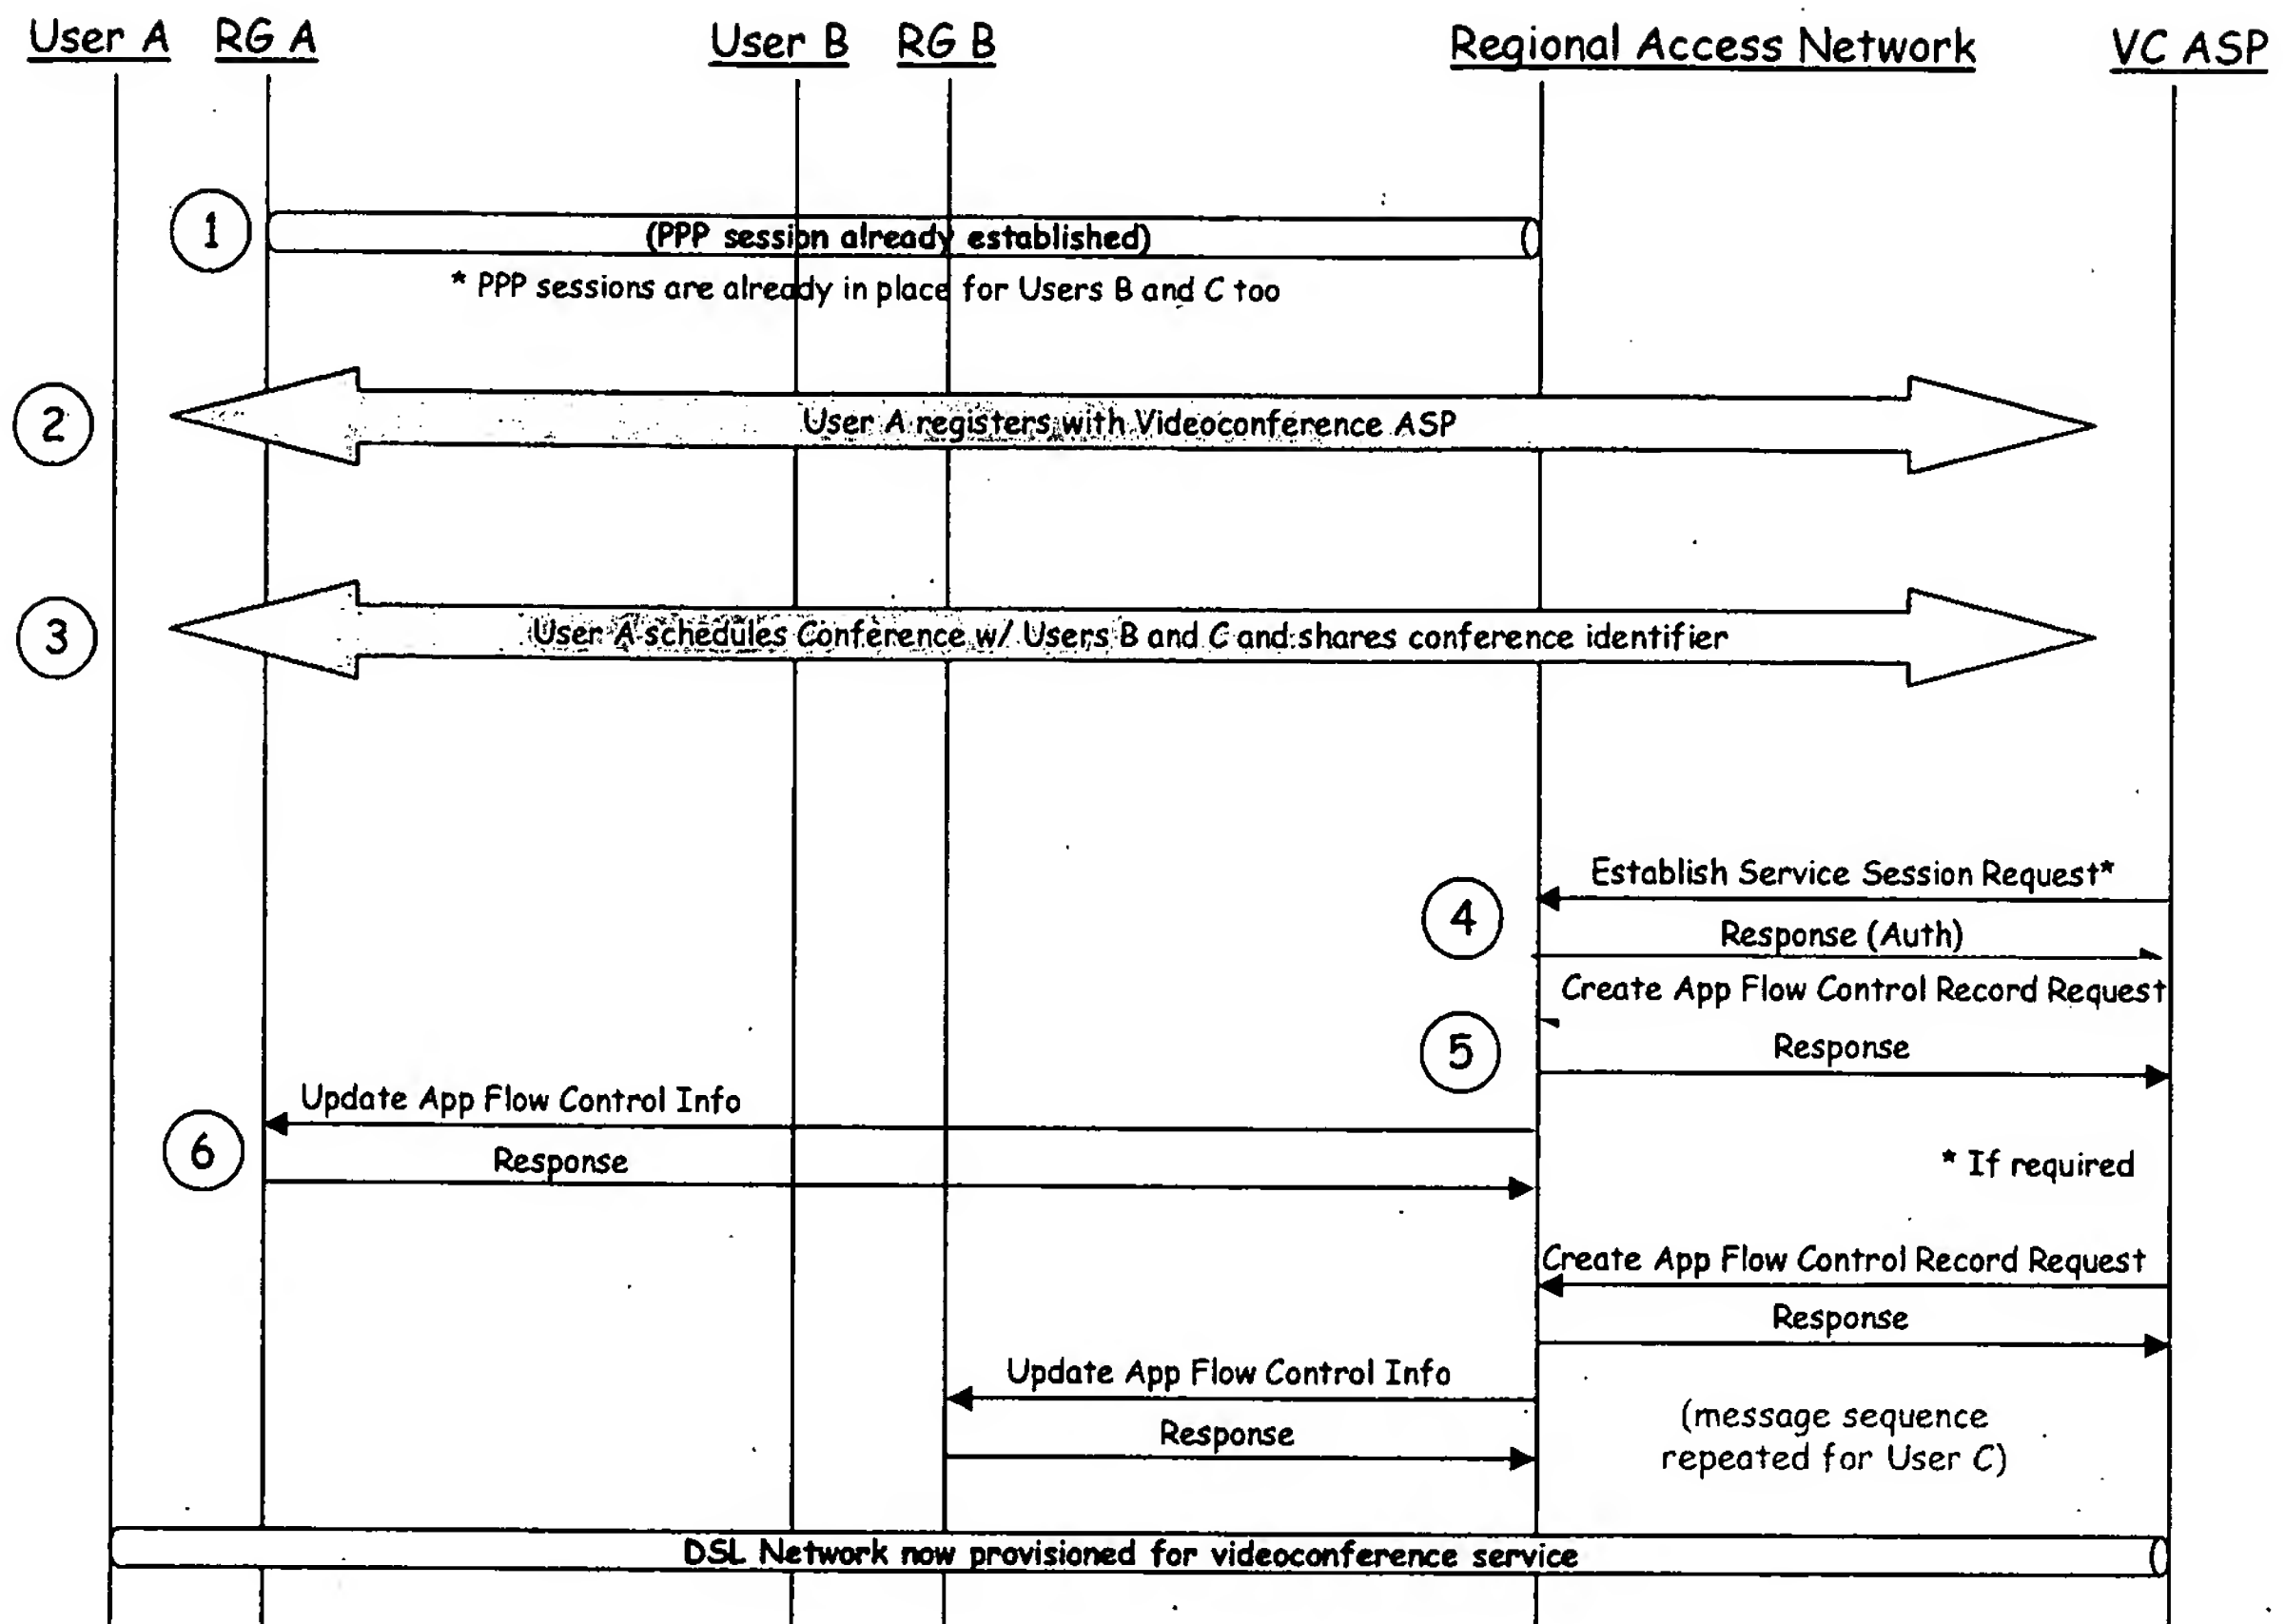 User A RG A User B RG B Regional Access Network VC ASP
1
(PPP session already established)
* PPP sessions are already in place for Users B and C too
2
User A registers with Videoconference ASP
3
User A schedules Conference w/ Users B and C and shares conference identifier
Establish Service Session Request*
4
Response (Auth)
Create App Flow Control Record Request
5
Response
Update App Flow Control Info
6
Response
* If required
Create App Flow Control Record Request
Response
Update App Flow Control Info
Response
(message sequence
repeated for User C)
DSL Network now provisioned for videoconference service